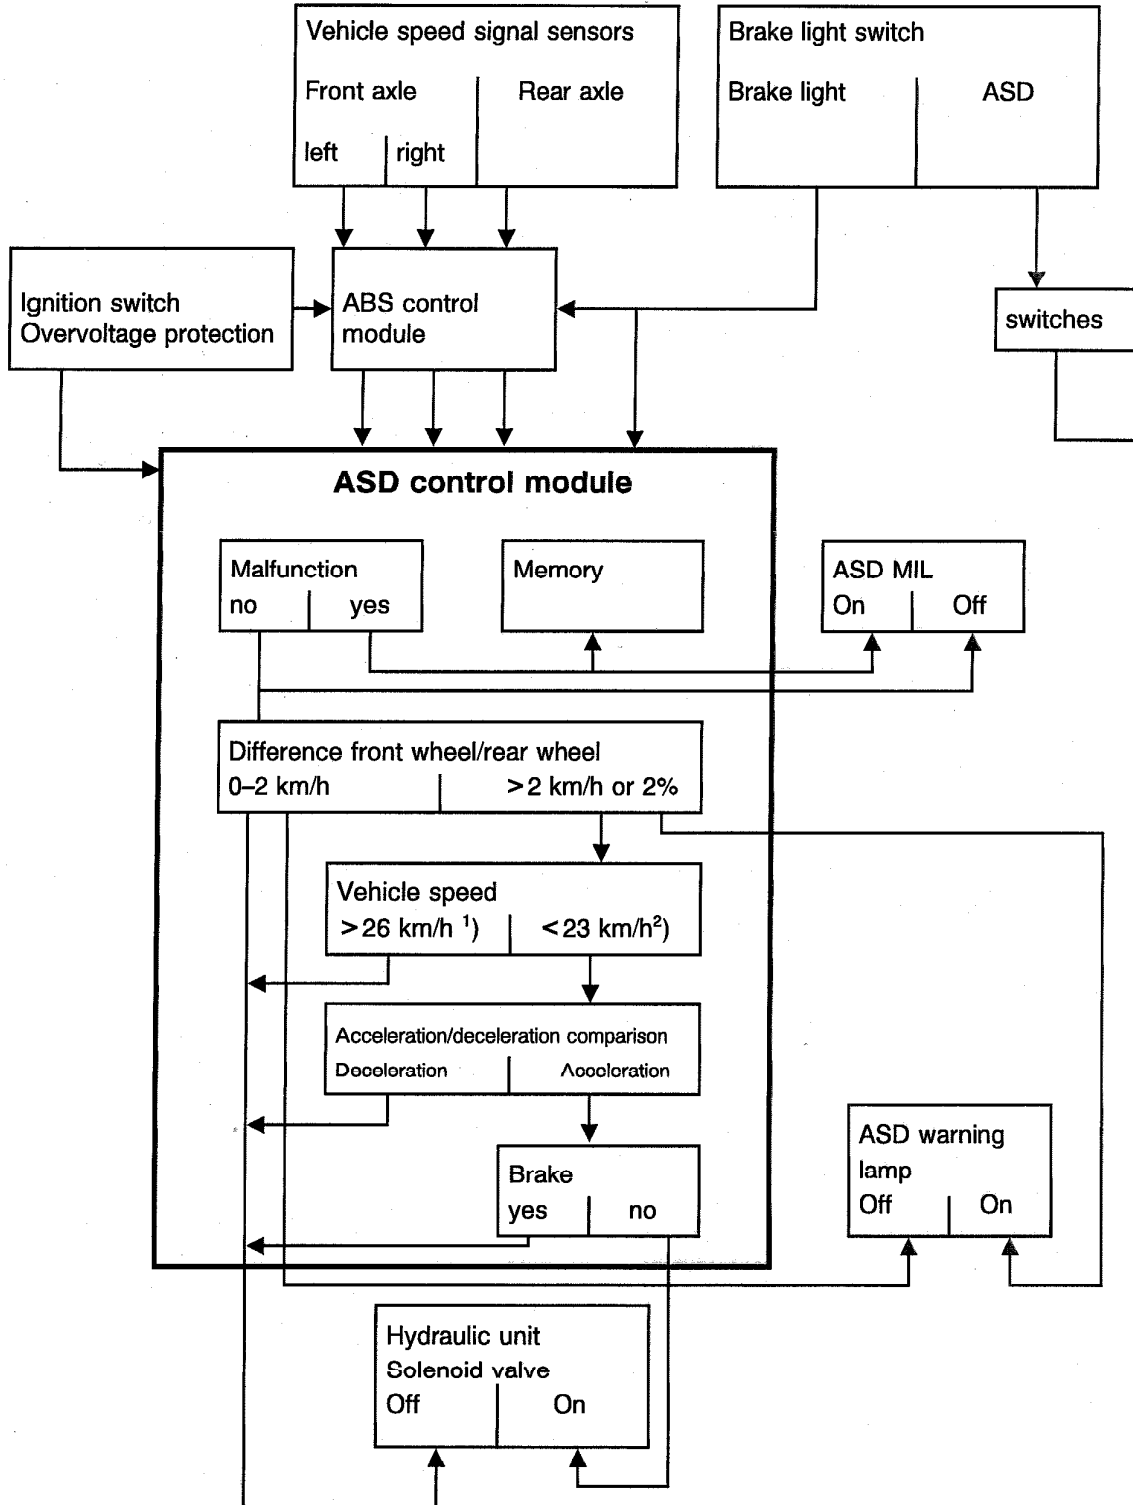 Vehicle speed signal sensors
Front axle
Rear axle
left
right
Brake light switch
Brake light
ASD
Ignition switch
Overvoltage protection
ABS control
module
switches
ASD control module
Malfunction
no
yes
Memory
ASD MIL
On
Off
Difference front wheel/rear wheel
0–2 km/h
>2 km/h or 2%
Vehicle speed
>26 km/h ¹)
<23 km/h²)
Acceleration/deceleration comparison
Deceleration
Acceleration
Brake
yes
no
ASD warning
lamp
Off
On
Hydraulic unit
Solenoid valve
Off
On